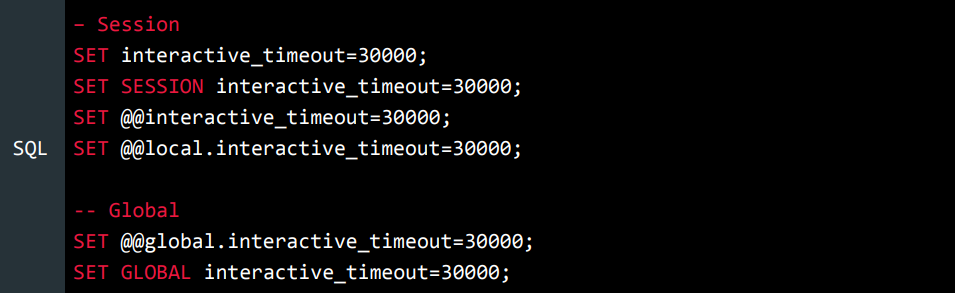 – Session
SET interactive_timeout=30000;
SET SESSION interactive_timeout=30000;
SET @@interactive_timeout=30000;
SQL SET @@local.interactive_timeout=30000;
-- Global
SET @@global.interactive_timeout=30000;
SET GLOBAL interactive_timeout=30000;